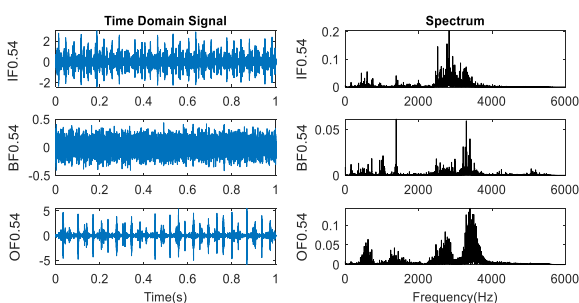 Time Domain Signal
Spectrum
IF0.54
2
0
-2
0 0.2 0.4 0.6 0.8 1
IF0.54
0.2
0.1
0
0 2000 4000 6000
BF0.54
0.5
0
-0.5
0 0.2 0.4 0.6 0.8 1
BF0.54
0.05
0
0 2000 4000 6000
OF0.54
5
0
-5
0 0.2 0.4 0.6 0.8 1
Time(s)
OF0.54
0.1
0.05
0
0 2000 4000 6000
Frequency(Hz)